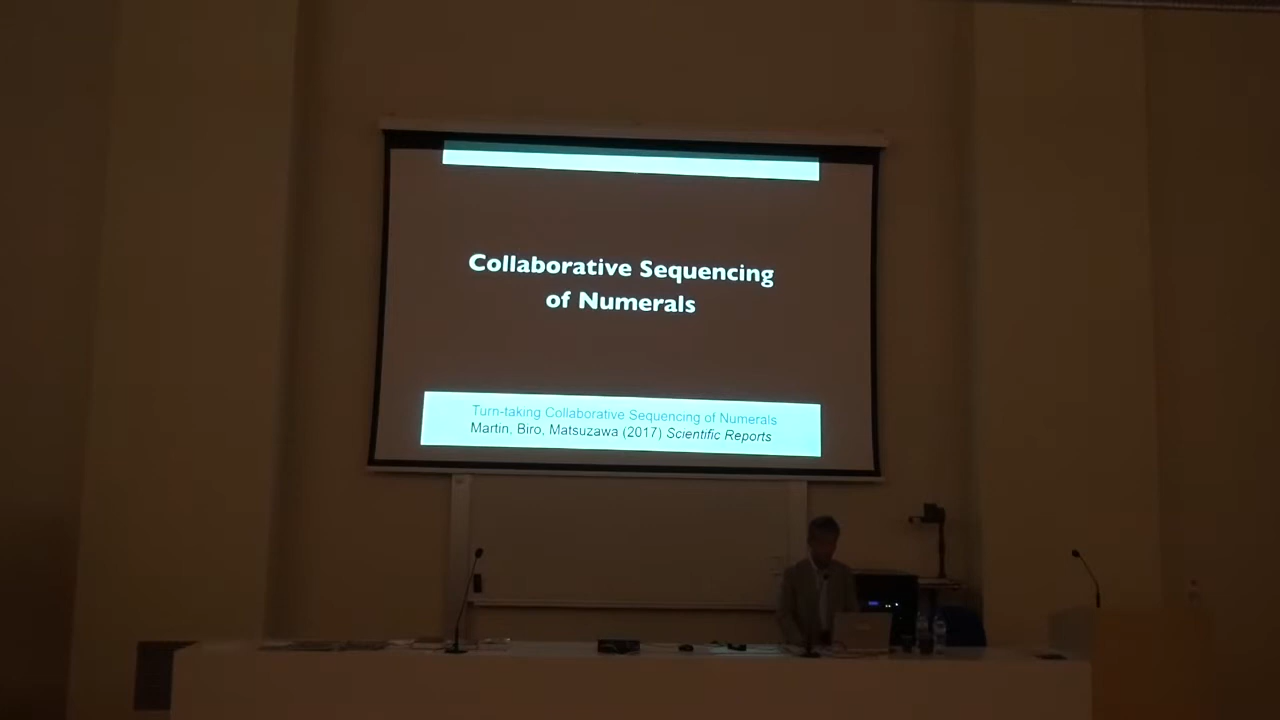 Collaborative Sequencing
of Numerals
Turn-taking Collaborative Sequencing of Numerals
Martin, Biro, Matsuzawa (2017) Scientific Reports